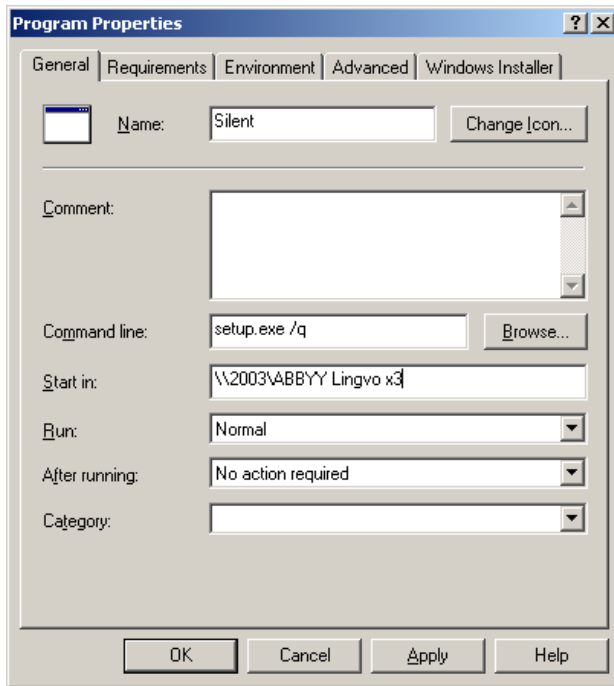 Program Properties
General Requirements Environment Advanced Windows Installer
Name: Silent Change Icon...
Comment:
Command line: setup.exe /q Browse...
Start in: \\2003\ABBYY Lingvo x3
Run: Normal
After running: No action required
Category:
OK Cancel Apply Help